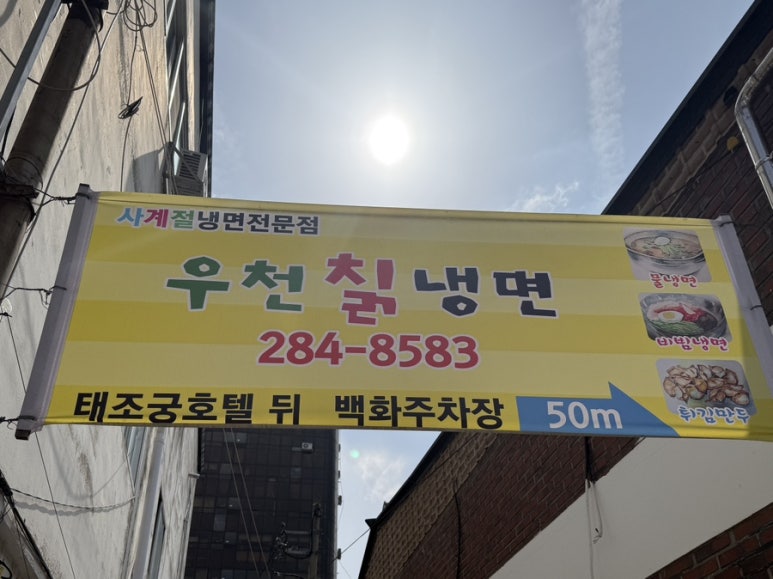 사계절냉면전문점
우천칡냉면
284-8583
태조궁호텔 뒤 백화주차장 50m
물냉면
비빔냉면
튀김만두